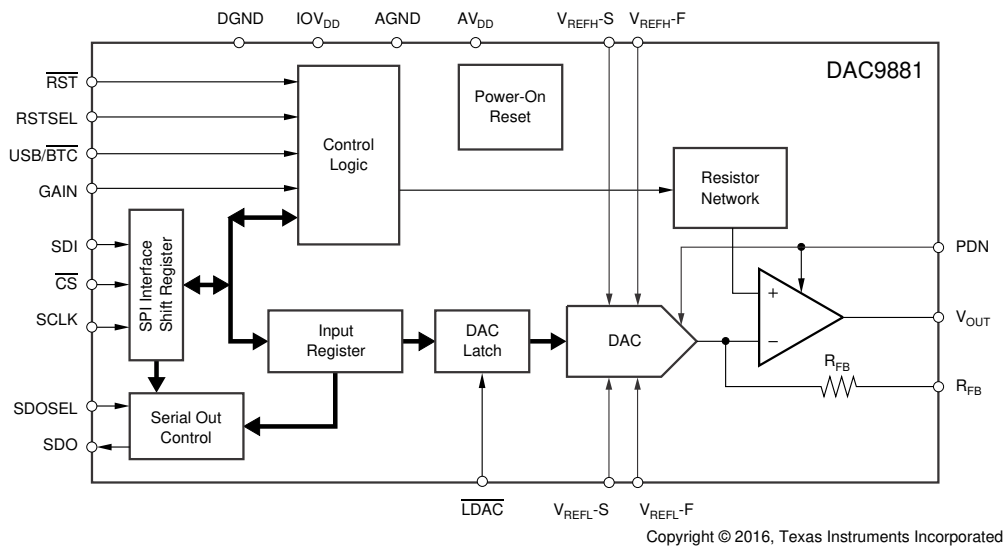 DGND IOVDD AGND AVDD VREFH-S VREFH-F
DAC9881
RST
RSTSEL
USB/BTC
GAIN
SDI
CS
SCLK
SDOSEL
SDO
Control
Logic
Power-On
Reset
Resistor
Network
SPI Interface
Shift Register
Input
Register
DAC
Latch
DAC
Serial Out
Control
+
−
RFB
PDN
VOUT
RFB
LDAC VREFL-S VREFL-F
Copyright © 2016, Texas Instruments Incorporated